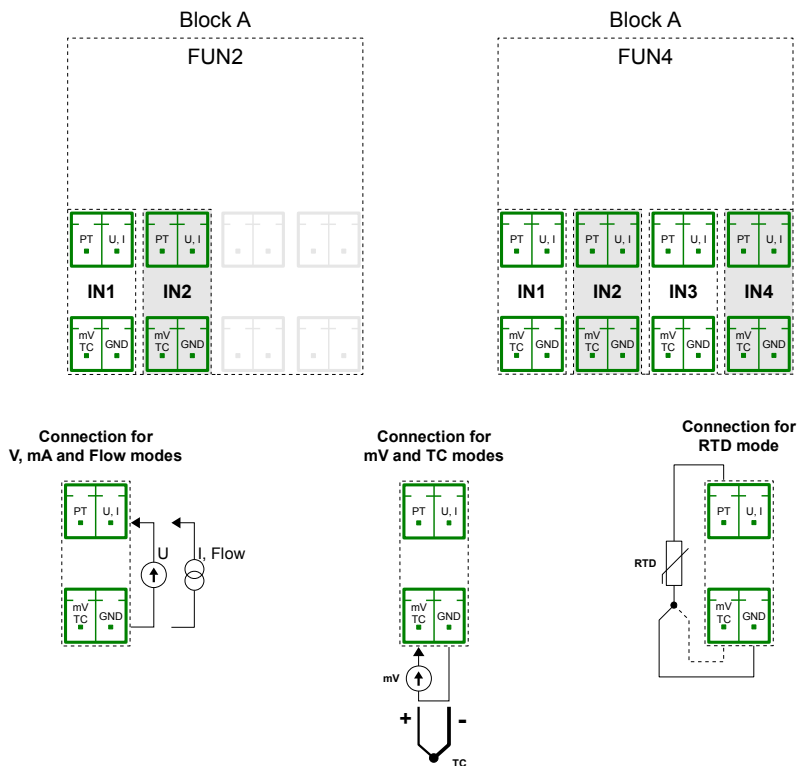 Block A
FUN2
PT U, I PT U, I
IN1 IN2
mV TC GND mV TC GND
Block A
FUN4
PT U, I PT U, I PT U, I PT U, I
IN1 IN2 IN3 IN4
mV TC GND mV TC GND mV TC GND mV TC GND
Connection for
V, mA and Flow modes
PT U, I
U I, Flow
mV TC GND
Connection for
mV and TC modes
PT U, I
mV TC GND
mV
+ -
TC
Connection for
RTD mode
PT U, I
RTD
mV TC GND